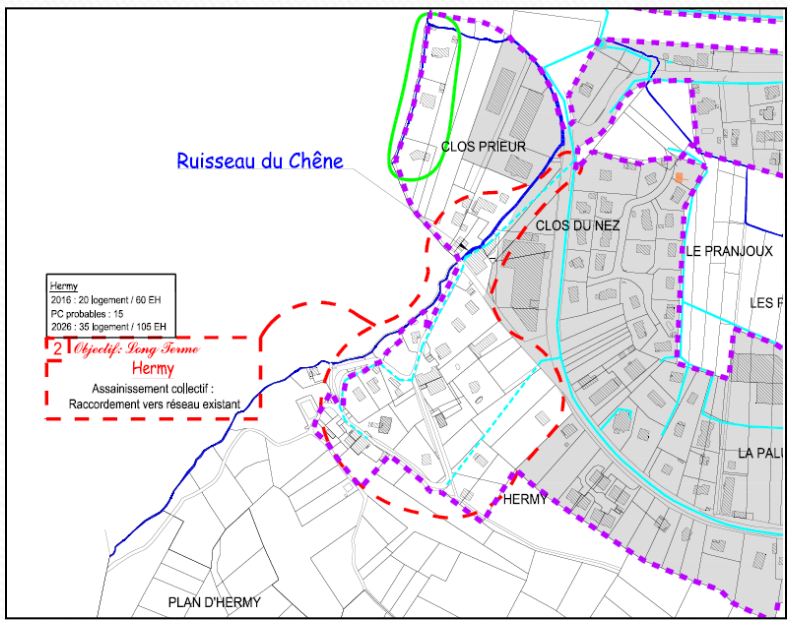 CLOS PRIEUR
Ruisseau du Chêne
CLOS DU NEZ
LE PRANJOUX
Hermy
2016 : 20 logement / 60 EH
PC probables : 15
2026 : 35 logement / 105 EH
LES
2 Objectif: Long Terme
Hermy
Assainissement collectif :
Raccordement vers réseau existant
LA PALU
HERMY
PLAN D'HERMY